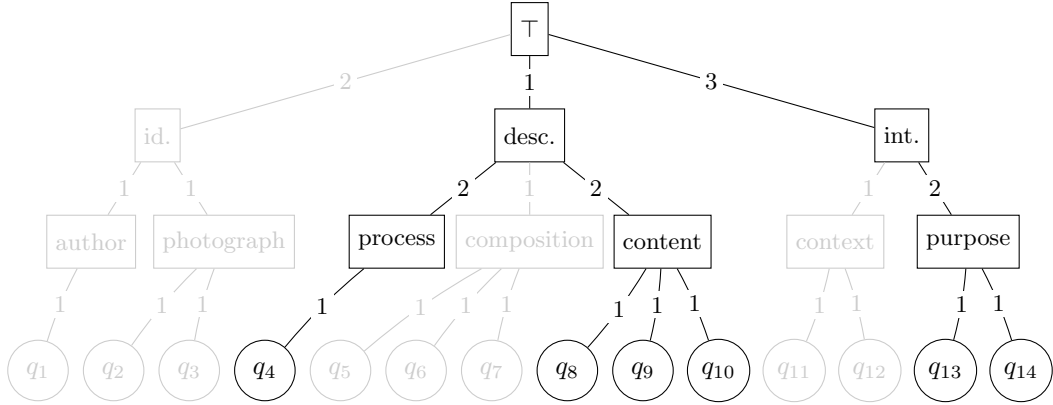 ⊤
2 1 3
id. desc. int.
1 1 2 1 2 1 2
author photograph process composition content context purpose
1 1 1 1 1 1 1 1 1 1 1 1 1 1
q₁ q₂ q₃ q₄ q₅ q₆ q₇ q₈ q₉ q₁₀ q₁₁ q₁₂ q₁₃ q₁₄